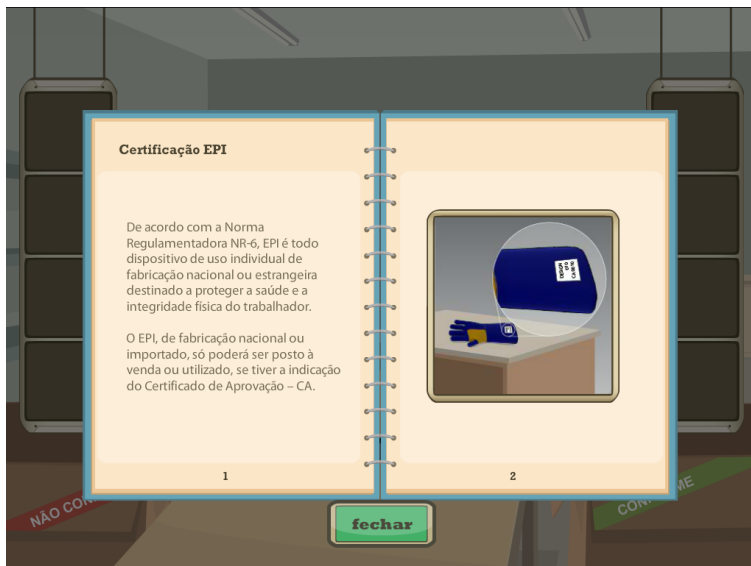 Certificação EPI
De acordo com a Norma
Regulamentadora NR-6, EPI é todo
dispositivo de uso individual de
fabricação nacional ou estrangeira
destinado a proteger a saúde e a
integridade física do trabalhador.
O EPI, de fabricação nacional ou
importado, só poderá ser posto à
venda ou utilizado, se tiver a indicação
do Certificado de Aprovação – CA.
1
2
NÃO CON
CON
ME
fechar